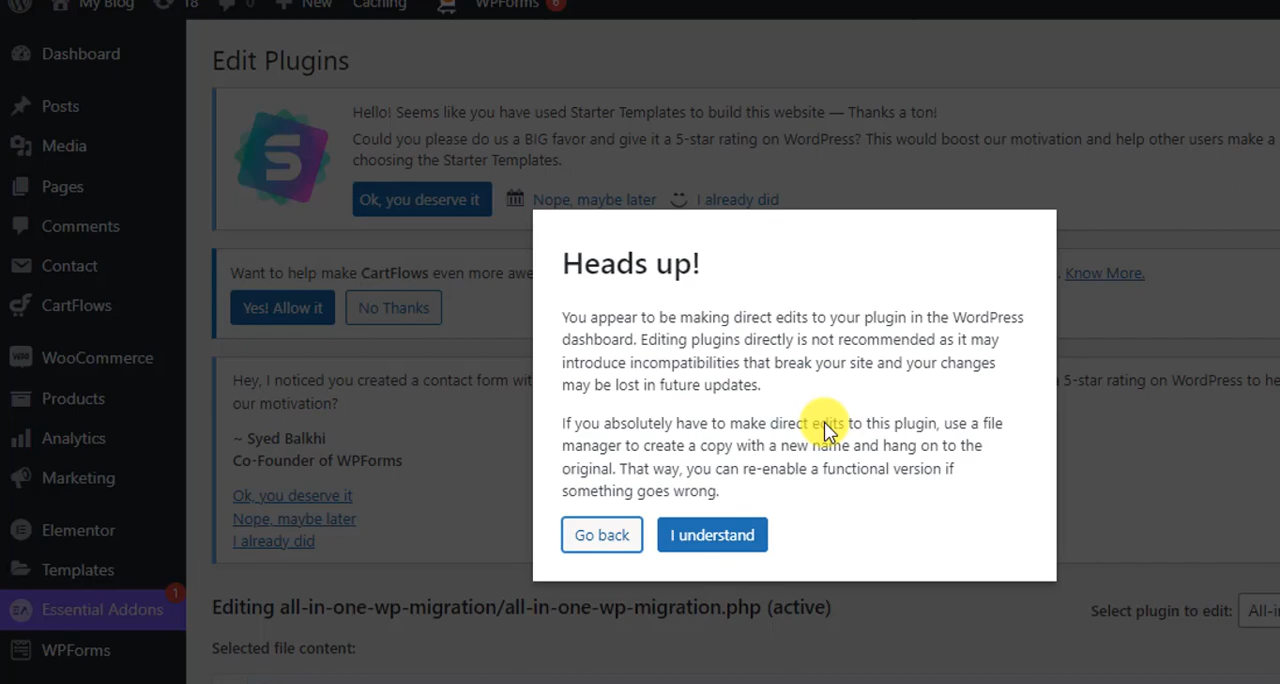 My Blog 18 0 New Caching WPForms 6
Dashboard
Posts
Media
Pages
Comments
Contact
CartFlows
WooCommerce
Products
Analytics
Marketing
Elementor
Templates
Essential Addons 1
WPForms
Edit Plugins
Hello! Seems like you have used Starter Templates to build this website — Thanks a ton!
Could you please do us a BIG favor and give it a 5-star rating on WordPress? This would boost our motivation and help other users make a
choosing the Starter Templates.
Ok, you deserve it Nope, maybe later I already did
Want to help make CartFlows even more awe . Know More.
Yes! Allow it No Thanks
Hey, I noticed you created a contact form wit 5-star rating on WordPress to he
our motivation?
~ Syed Balkhi
Co-Founder of WPForms
Ok, you deserve it
Nope, maybe later
I already did
Heads up!
You appear to be making direct edits to your plugin in the WordPress
dashboard. Editing plugins directly is not recommended as it may
introduce incompatibilities that break your site and your changes
may be lost in future updates.
If you absolutely have to make direct edits to this plugin, use a file
manager to create a copy with a new name and hang on to the
original. That way, you can re-enable a functional version if
something goes wrong.
Go back I understand
Editing all-in-one-wp-migration/all-in-one-wp-migration.php (active)
Select plugin to edit: All-i
Selected file content: